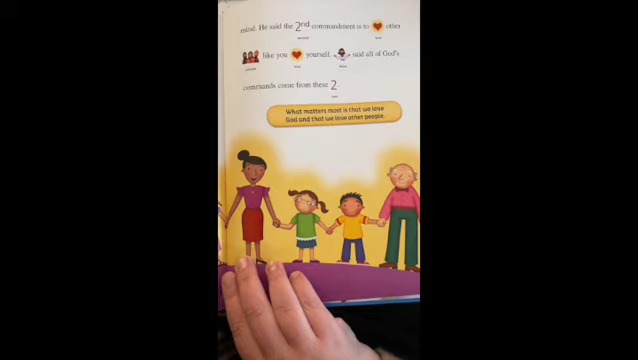 mind. He said the 2nd commandment is to other
like you yourself. said all of God's
commands come from these 2.
What matters most is that we love
God and that we love other people.